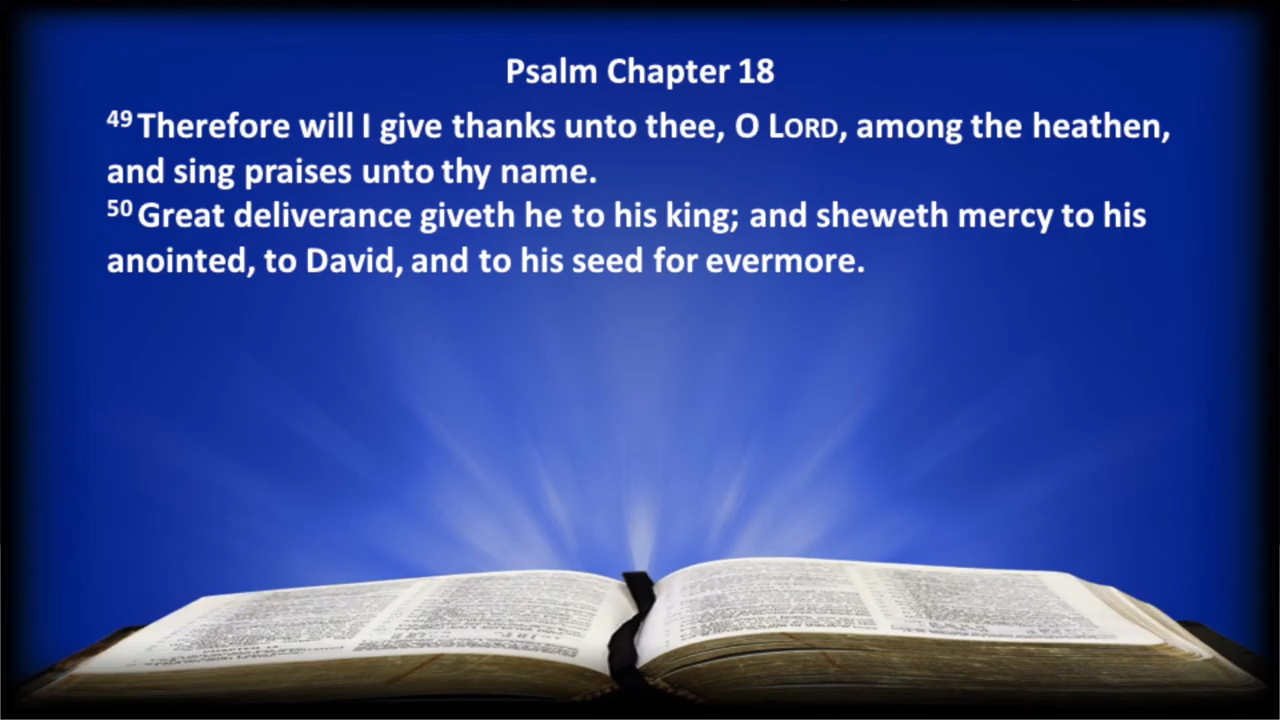 Psalm Chapter 18
49 Therefore will I give thanks unto thee, O LORD, among the heathen,
and sing praises unto thy name.
50 Great deliverance giveth he to his king; and sheweth mercy to his
anointed, to David, and to his seed for evermore.